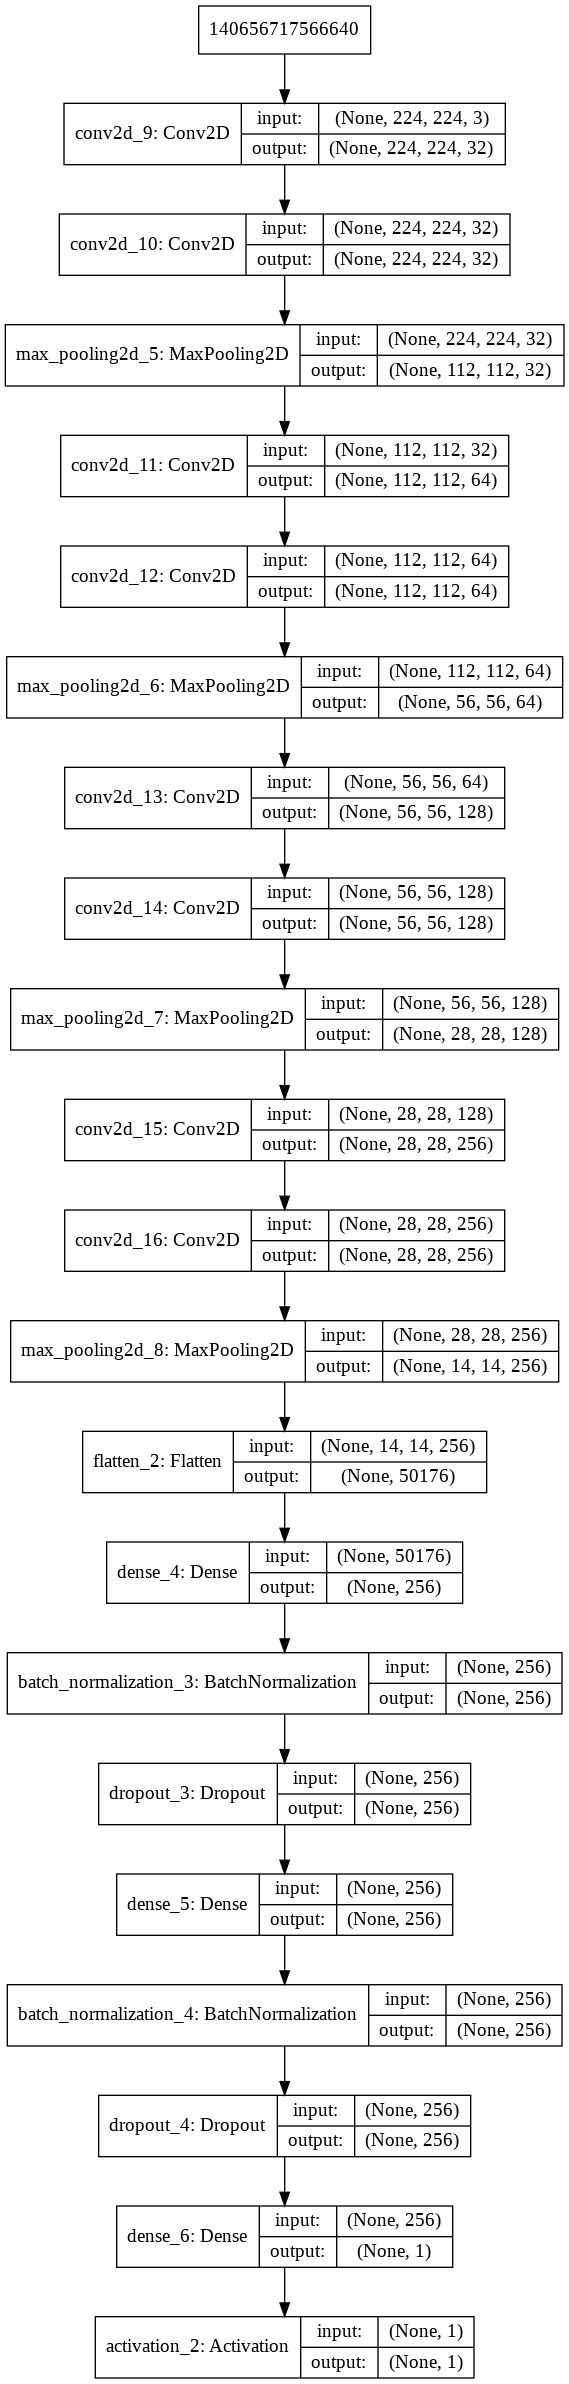 140656717566640
conv2d_9: Conv2D
input: (None, 224, 224, 3)
output: (None, 224, 224, 32)
conv2d_10: Conv2D
input: (None, 224, 224, 32)
output: (None, 224, 224, 32)
max_pooling2d_5: MaxPooling2D
input: (None, 224, 224, 32)
output: (None, 112, 112, 32)
conv2d_11: Conv2D
input: (None, 112, 112, 32)
output: (None, 112, 112, 64)
conv2d_12: Conv2D
input: (None, 112, 112, 64)
output: (None, 112, 112, 64)
max_pooling2d_6: MaxPooling2D
input: (None, 112, 112, 64)
output: (None, 56, 56, 64)
conv2d_13: Conv2D
input: (None, 56, 56, 64)
output: (None, 56, 56, 128)
conv2d_14: Conv2D
input: (None, 56, 56, 128)
output: (None, 56, 56, 128)
max_pooling2d_7: MaxPooling2D
input: (None, 56, 56, 128)
output: (None, 28, 28, 128)
conv2d_15: Conv2D
input: (None, 28, 28, 128)
output: (None, 28, 28, 256)
conv2d_16: Conv2D
input: (None, 28, 28, 256)
output: (None, 28, 28, 256)
max_pooling2d_8: MaxPooling2D
input: (None, 28, 28, 256)
output: (None, 14, 14, 256)
flatten_2: Flatten
input: (None, 14, 14, 256)
output: (None, 50176)
dense_4: Dense
input: (None, 50176)
output: (None, 256)
batch_normalization_3: BatchNormalization
input: (None, 256)
output: (None, 256)
dropout_3: Dropout
input: (None, 256)
output: (None, 256)
dense_5: Dense
input: (None, 256)
output: (None, 256)
batch_normalization_4: BatchNormalization
input: (None, 256)
output: (None, 256)
dropout_4: Dropout
input: (None, 256)
output: (None, 256)
dense_6: Dense
input: (None, 256)
output: (None, 1)
activation_2: Activation
input: (None, 1)
output: (None, 1)